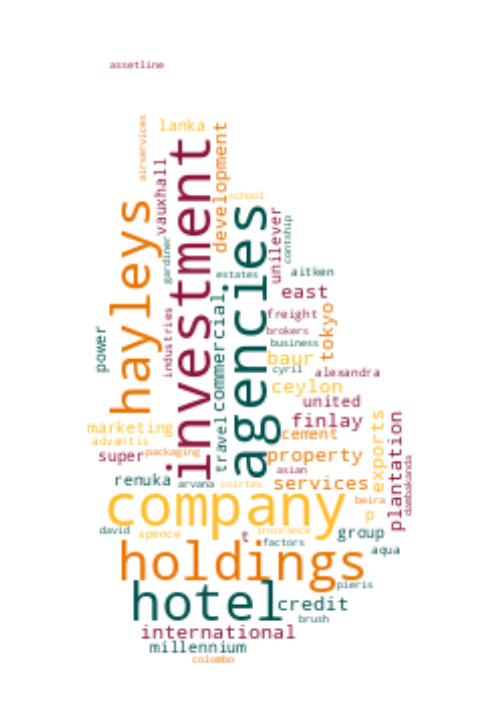 assetline
airservices
lanka
development
vauxhall
investment
hayleys
agencies
school
unilever
contship
gardiner
estates
aitken
east
industries
commercial
freight
tokyo
brokers
power
business
baur
cyril
alexandra
ceylon
united
finlay
exports
plantation
marketing
travel
cement
advantis
super
packaging
property
asian
dambakanda
renuka
arvana
coirtex
services
company
beira
p
david
spence
t
insurance
factors
group
aqua
holdings
pieris
hotel
credit
brush
international
millennium
colombo